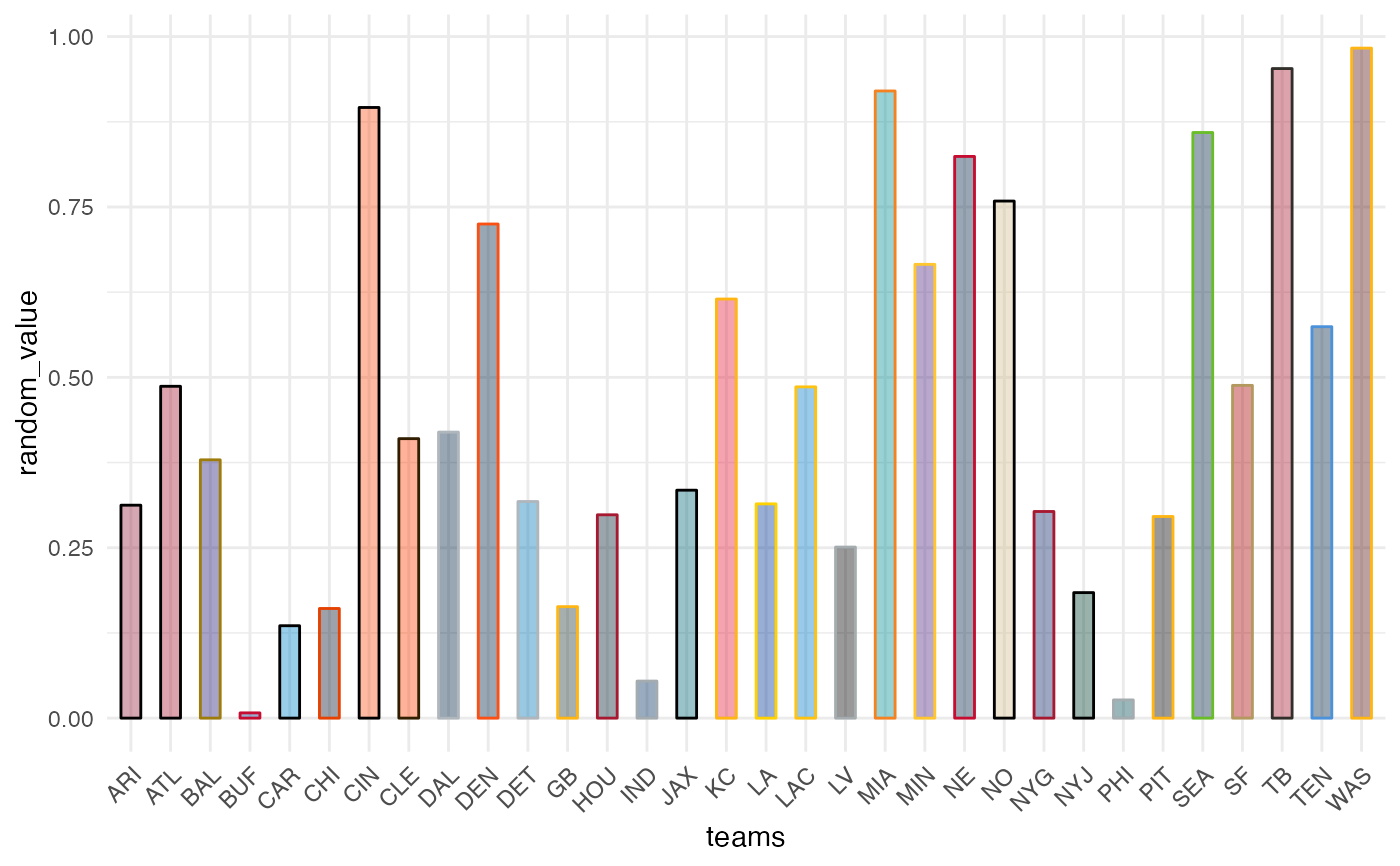 1.00
0.75
0.50
0.25
0.00
random_value
ARI ATL BAL BUF CAR CHI CIN CLE DAL DEN DET GB HOU IND JAX KC LA LAC LV MIA MIN NE NO NYG NYJ PHI PIT SEA SF TB TEN WAS
teams